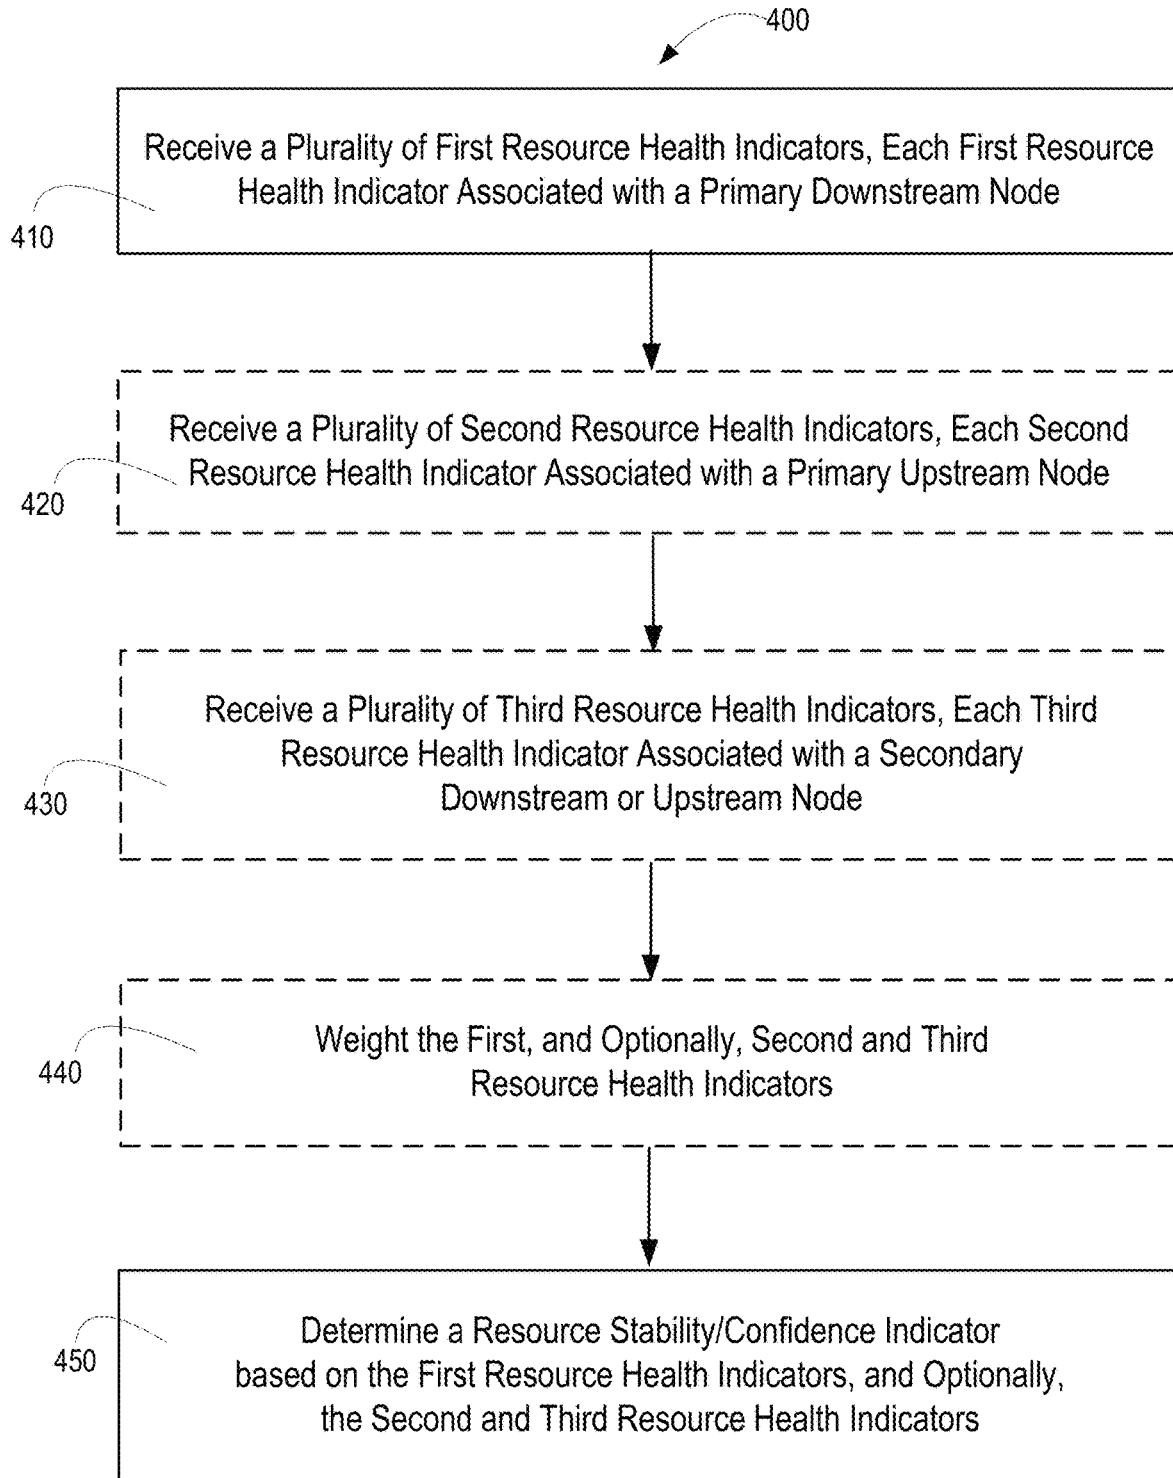 400
Receive a Plurality of First Resource Health Indicators, Each First Resource
Health Indicator Associated with a Primary Downstream Node
410
Receive a Plurality of Second Resource Health Indicators, Each Second
Resource Health Indicator Associated with a Primary Upstream Node
420
Receive a Plurality of Third Resource Health Indicators, Each Third
Resource Health Indicator Associated with a Secondary
Downstream or Upstream Node
430
Weight the First, and Optionally, Second and Third
Resource Health Indicators
440
Determine a Resource Stability/Confidence Indicator
based on the First Resource Health Indicators, and Optionally,
the Second and Third Resource Health Indicators
450